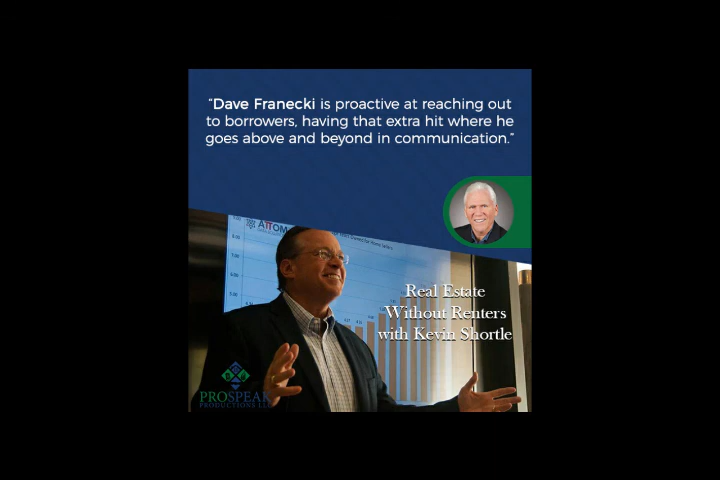 "Dave Franecki is proactive at reaching out
to borrowers, having that extra hit where he
goes above and beyond in communication."
ATTOM
Real Estate
Without Renters
with Kevin Shortle
PROSPEAK
PRODUCTIONS LLC